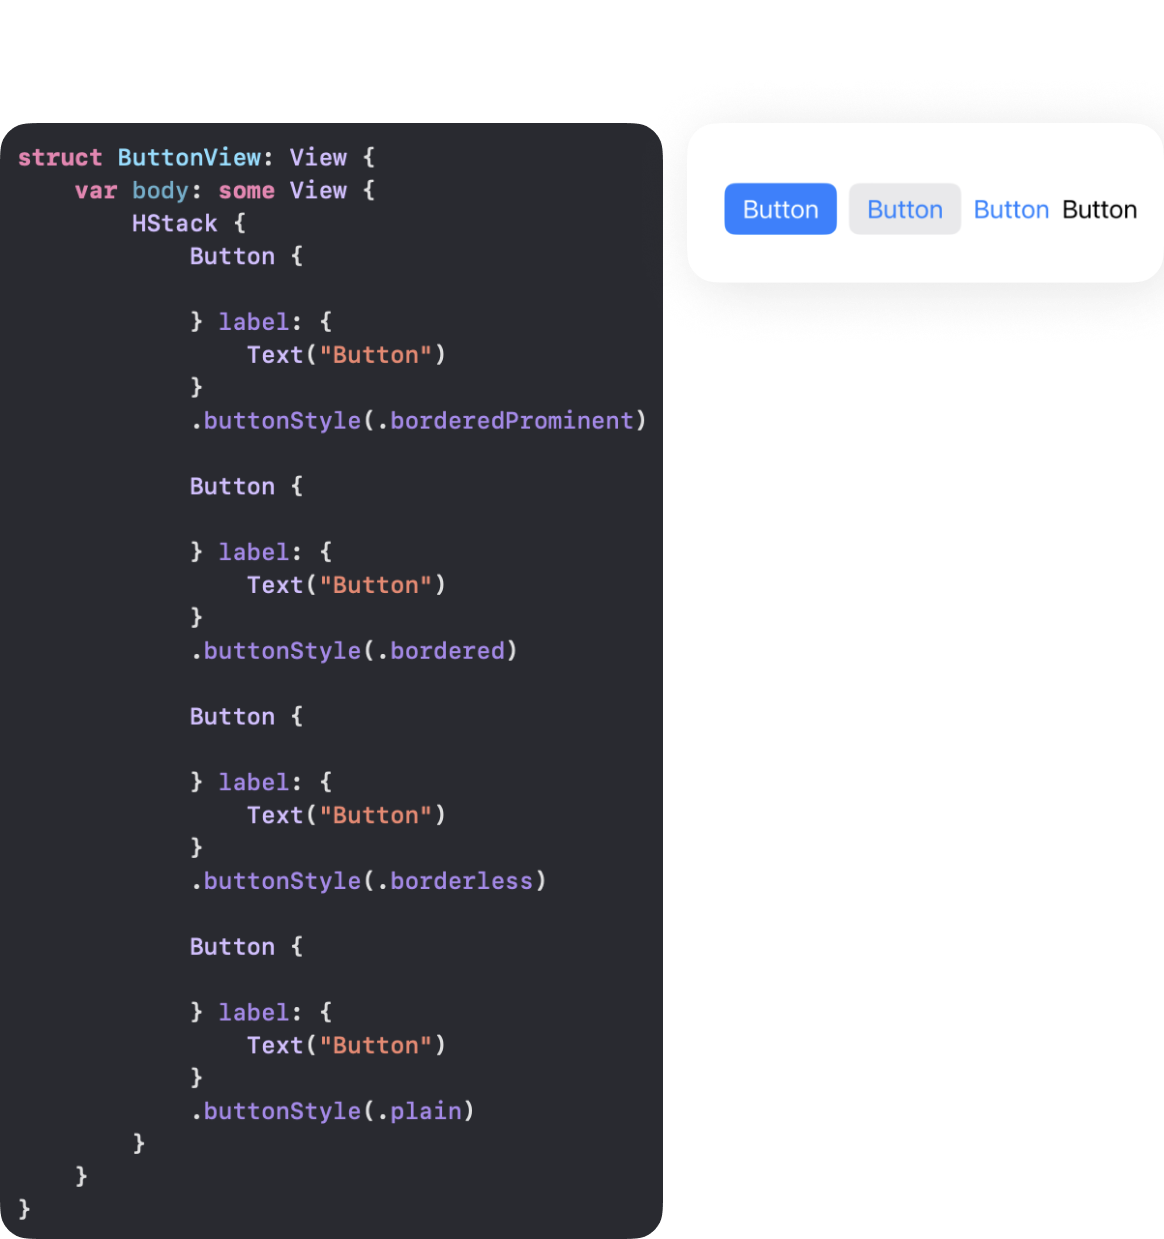 struct ButtonView: View {
    var body: some View {
        HStack {
            Button {

            } label: {
                Text("Button")
            }
            .buttonStyle(.borderedProminent)

            Button {

            } label: {
                Text("Button")
            }
            .buttonStyle(.bordered)

            Button {

            } label: {
                Text("Button")
            }
            .buttonStyle(.borderless)

            Button {

            } label: {
                Text("Button")
            }
            .buttonStyle(.plain)
        }
    }
}
Button Button Button Button